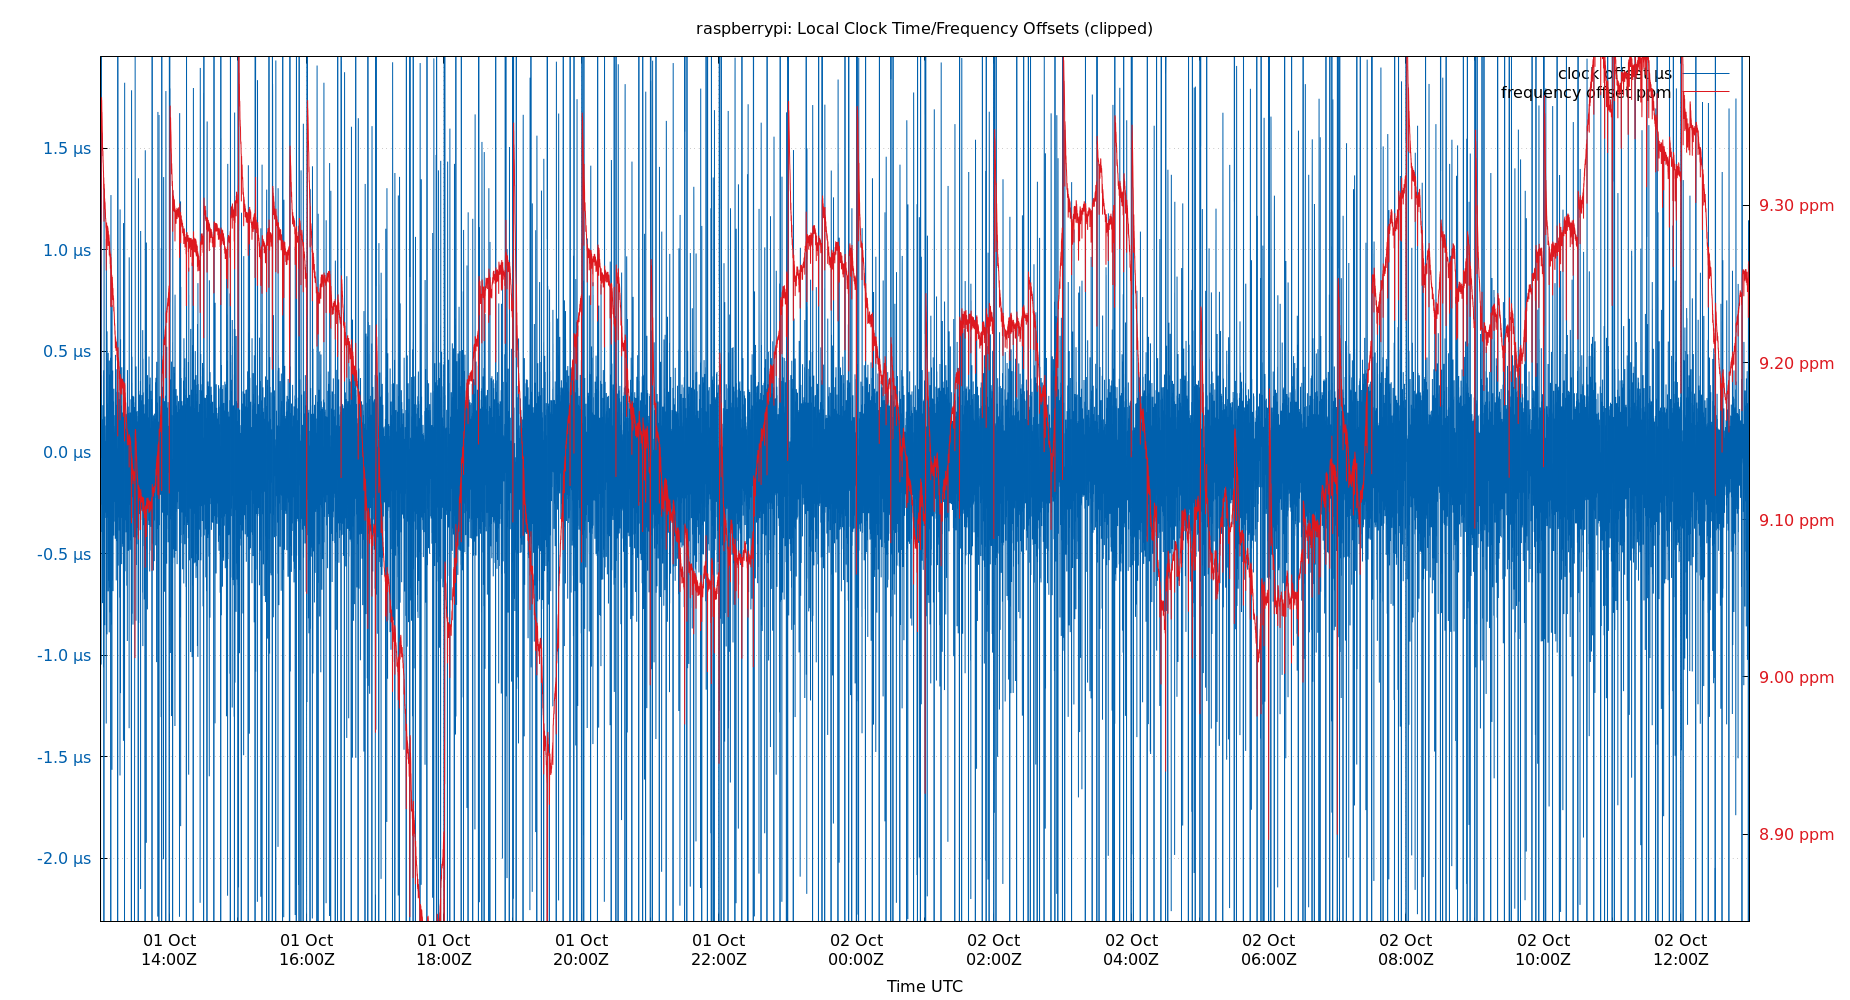 raspberrypi: Local Clock Time/Frequency Offsets (clipped)
clock offset µs
frequency offset ppm
1.5 µs
1.0 µs
0.5 µs
0.0 µs
-0.5 µs
-1.0 µs
-1.5 µs
-2.0 µs
9.30 ppm
9.20 ppm
9.10 ppm
9.00 ppm
8.90 ppm
01 Oct 01 Oct 01 Oct 01 Oct 01 Oct 02 Oct 02 Oct 02 Oct 02 Oct 02 Oct 02 Oct 02 Oct
14:00Z 16:00Z 18:00Z 20:00Z 22:00Z 00:00Z 02:00Z 04:00Z 06:00Z 08:00Z 10:00Z 12:00Z
Time UTC